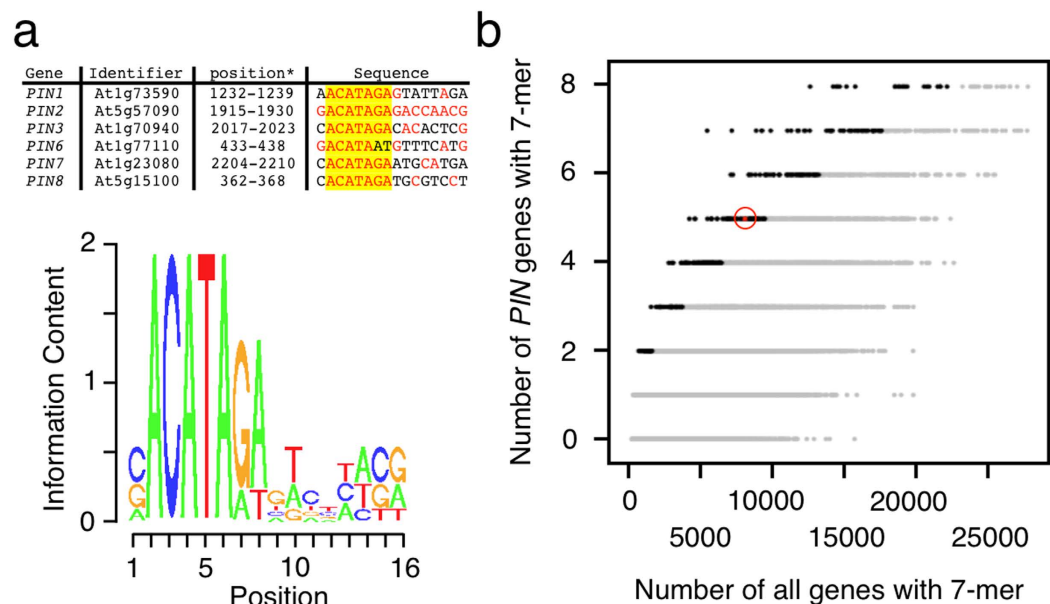 a
Gene Identifier position* Sequence
PIN1 At1g73590 1232-1239 AACATAGAGTATTAGA
PIN2 At5g57090 1915-1930 GACATAGAGACCAACG
PIN3 At1g70940 2017-2023 CACATAGACACACTCG
PIN6 At1g77110 433-438 GACATAATGTTTCATG
PIN7 At1g23080 2204-2210 CACATAGAATGCATGA
PIN8 At5g15100 362-368 CACATAGATGCGTCCT
Information Content
2
1
0
1 5 10 16
Position
b
Number of PIN genes with 7-mer
8
6
4
2
0
0 10000 20000
5000 15000 25000
Number of all genes with 7-mer